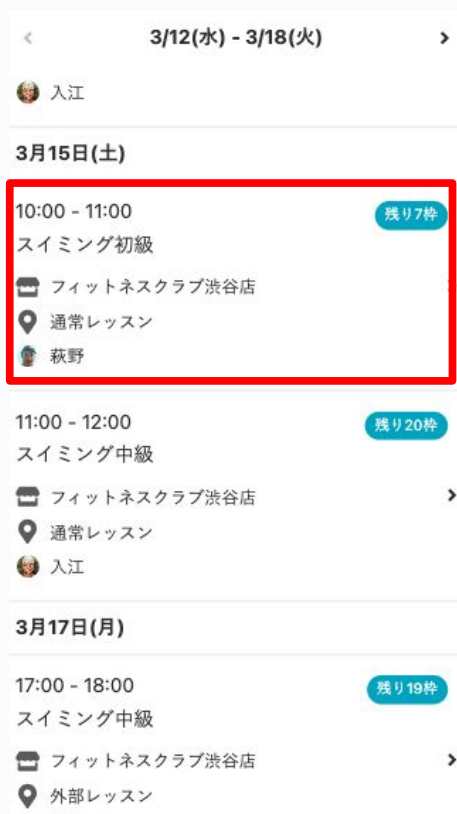 3/12(水) - 3/18(火)
入江
3月15日(土)
10:00 - 11:00
残り7枠
スイミング初級
フィットネスクラブ渋谷店
通常レッスン
萩野
11:00 - 12:00
残り20枠
スイミング中級
フィットネスクラブ渋谷店
通常レッスン
入江
3月17日(月)
17:00 - 18:00
残り19枠
スイミング中級
フィットネスクラブ渋谷店
外部レッスン